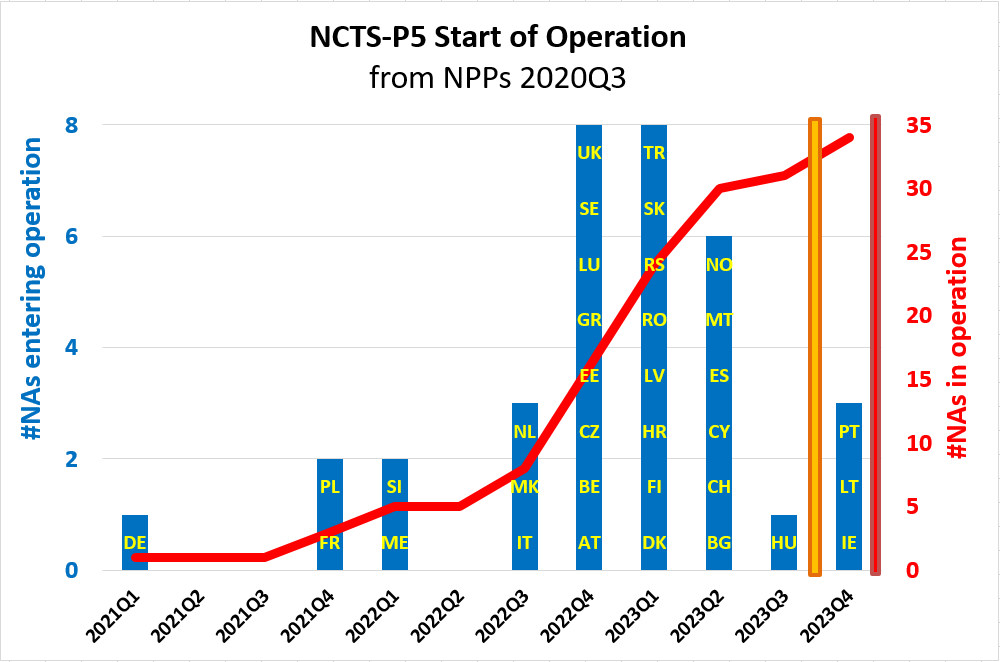 NCTS-P5 Start of Operation
from NPPs 2020Q3
#NAs entering operation
8
6
4
2
0
DE
PL
FR
SI
ME
NL
MK
IT
UK
SE
LU
GR
EE
CZ
BE
AT
TR
SK
RS
RO
LV
HR
FI
DK
NO
MT
ES
CY
CH
BG
HU
PT
LT
IE
35
30
25
20
15
10
5
0
#NAs in operation
2021Q1
2021Q2
2021Q3
2021Q4
2022Q1
2022Q2
2022Q3
2022Q4
2023Q1
2023Q2
2023Q3
2023Q4